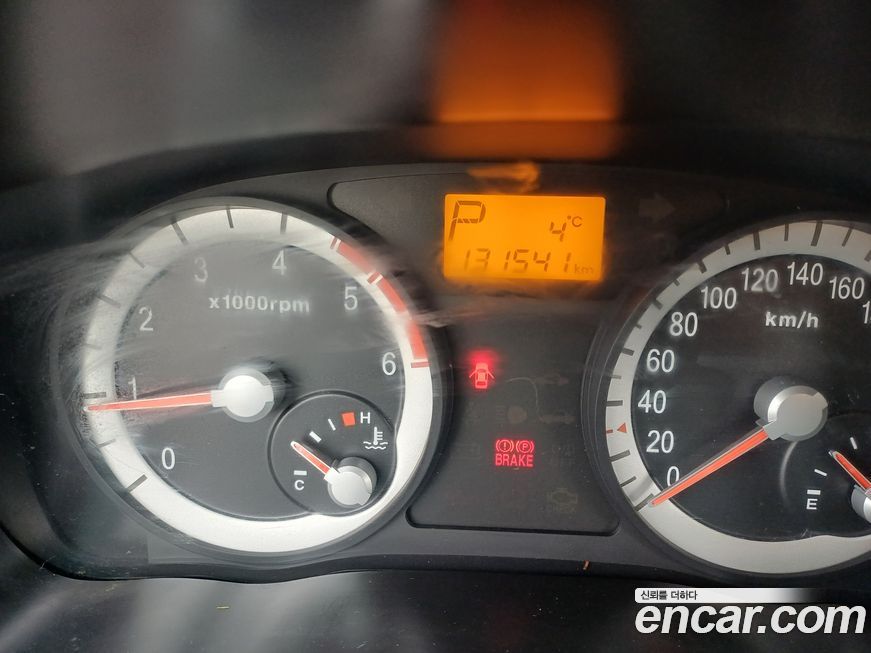 P
4°C
131541 km
0 1 2 3 4 5 6
x1000rpm
H
C
0 20 40 60 80 100 120 140 160
km/h
E
BRAKE
신뢰를 더하다
encar.com